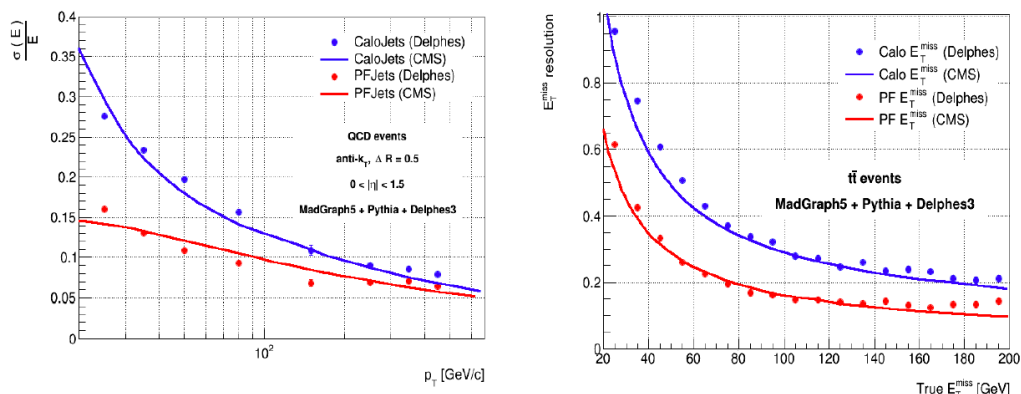 σ(E)
E
0.4
0.35
0.3
0.25
0.2
0.15
0.1
0.05
0
CaloJets (Delphes)
CaloJets (CMS)
PFJets (Delphes)
PFJets (CMS)
QCD events
anti-k_T, Δ R = 0.5
0 < |η| < 1.5
MadGraph5 + Pythia + Delphes3
10²
p_T [GeV/c]
E_T^miss resolution
1
0.8
0.6
0.4
0.2
0
Calo E_T^miss (Delphes)
Calo E_T^miss (CMS)
PF E_T^miss (Delphes)
PF E_T^miss (CMS)
tt̄ events
MadGraph5 + Pythia + Delphes3
20 40 60 80 100 120 140 160 180 200
True E_T^miss [GeV]